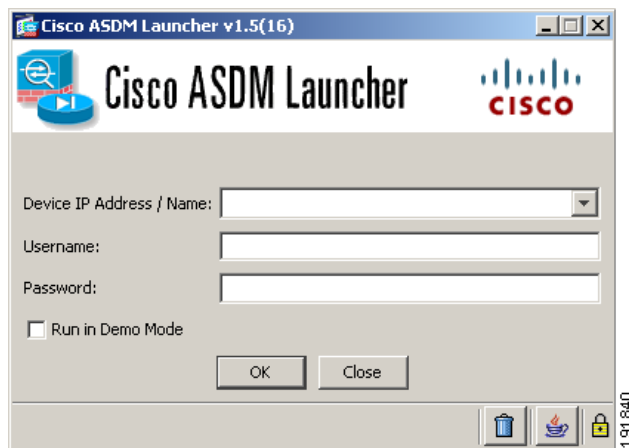 Cisco ASDM Launcher v1.5(16)
Cisco ASDM Launcher
CISCO
Device IP Address / Name:
Username:
Password:
Run in Demo Mode
OK
Close
191840